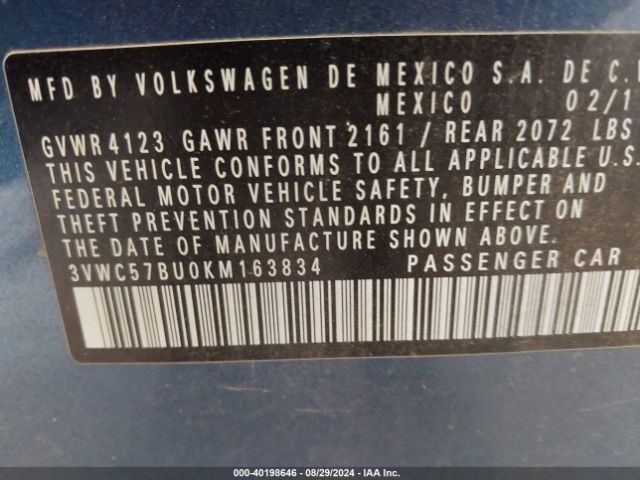 MFD BY VOLKSWAGEN DE MEXICO S.A. DE C.V
MEXICO 02/1
GVWR 4123 GAWR FRONT 2161 / REAR 2072 LBS
THIS VEHICLE CONFORMS TO ALL APPLICABLE U.S.
FEDERAL MOTOR VEHICLE SAFETY, BUMPER AND
THEFT PREVENTION STANDARDS IN EFFECT ON
THE DATE OF MANUFACTURE SHOWN ABOVE.
3VWC57BU0KM163834 PASSENGER CAR
000-40198646 - 08/29/2024 - IAA Inc.